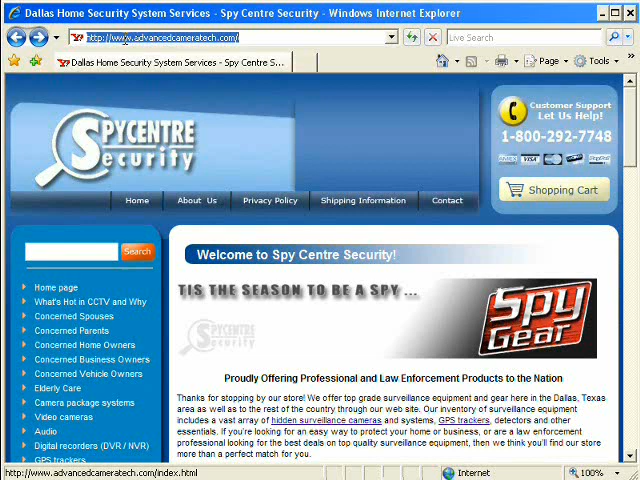 Dallas Home Security System Services - Spy Centre Security - Windows Internet Explorer
http://www.advancedcameratech.com/
Live Search
Dallas Home Security System Services - Spy Centre S...
Page
Tools
SPYCENTRE
Security
Customer Support
Let Us Help!
1-800-292-7748
VISA
Shopping Cart
Home
About Us
Privacy Policy
Shipping Information
Contact
Search
Home page
What's Hot in CCTV and Why
Concerned Spouses
Concerned Parents
Concerned Home Owners
Concerned Business Owners
Concerned Vehicle Owners
Elderly Care
Camera package systems
Video cameras
Audio
Digital recorders (DVR / NVR)
GPS trackers
Welcome to Spy Centre Security!
TIS THE SEASON TO BE A SPY ...
SPYCENTRE
Security
Spy
Gear
Proudly Offering Professional and Law Enforcement Products to the Nation
Thanks for stopping by our store! We offer top grade surveillance equipment and gear here in the Dallas, Texas
area as well as to the rest of the country through our web site. Our inventory of surveillance equipment
includes a vast array of hidden surveillance cameras and systems, GPS trackers, detectors and other
essentials. If you're looking for an easy way to protect your home or business, or are a law enforcement
professional looking for the best deals on top quality surveillance equipment, then we think you'll find our store
more than a perfect match for you.
http://www.advancedcameratech.com/index.html
Internet
100%